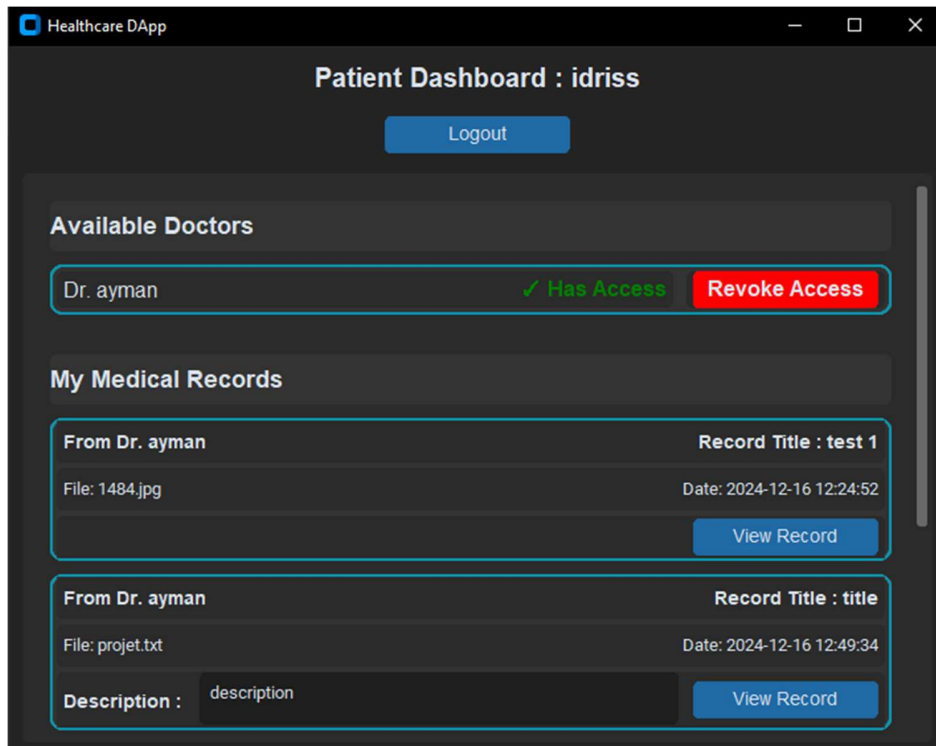 Healthcare DApp
Patient Dashboard : idriss
Logout
Available Doctors
Dr. ayman ✓ Has Access Revoke Access
My Medical Records
From Dr. ayman Record Title : test 1
File: 1484.jpg Date: 2024-12-16 12:24:52
View Record
From Dr. ayman Record Title : title
File: projet.txt Date: 2024-12-16 12:49:34
Description : description View Record